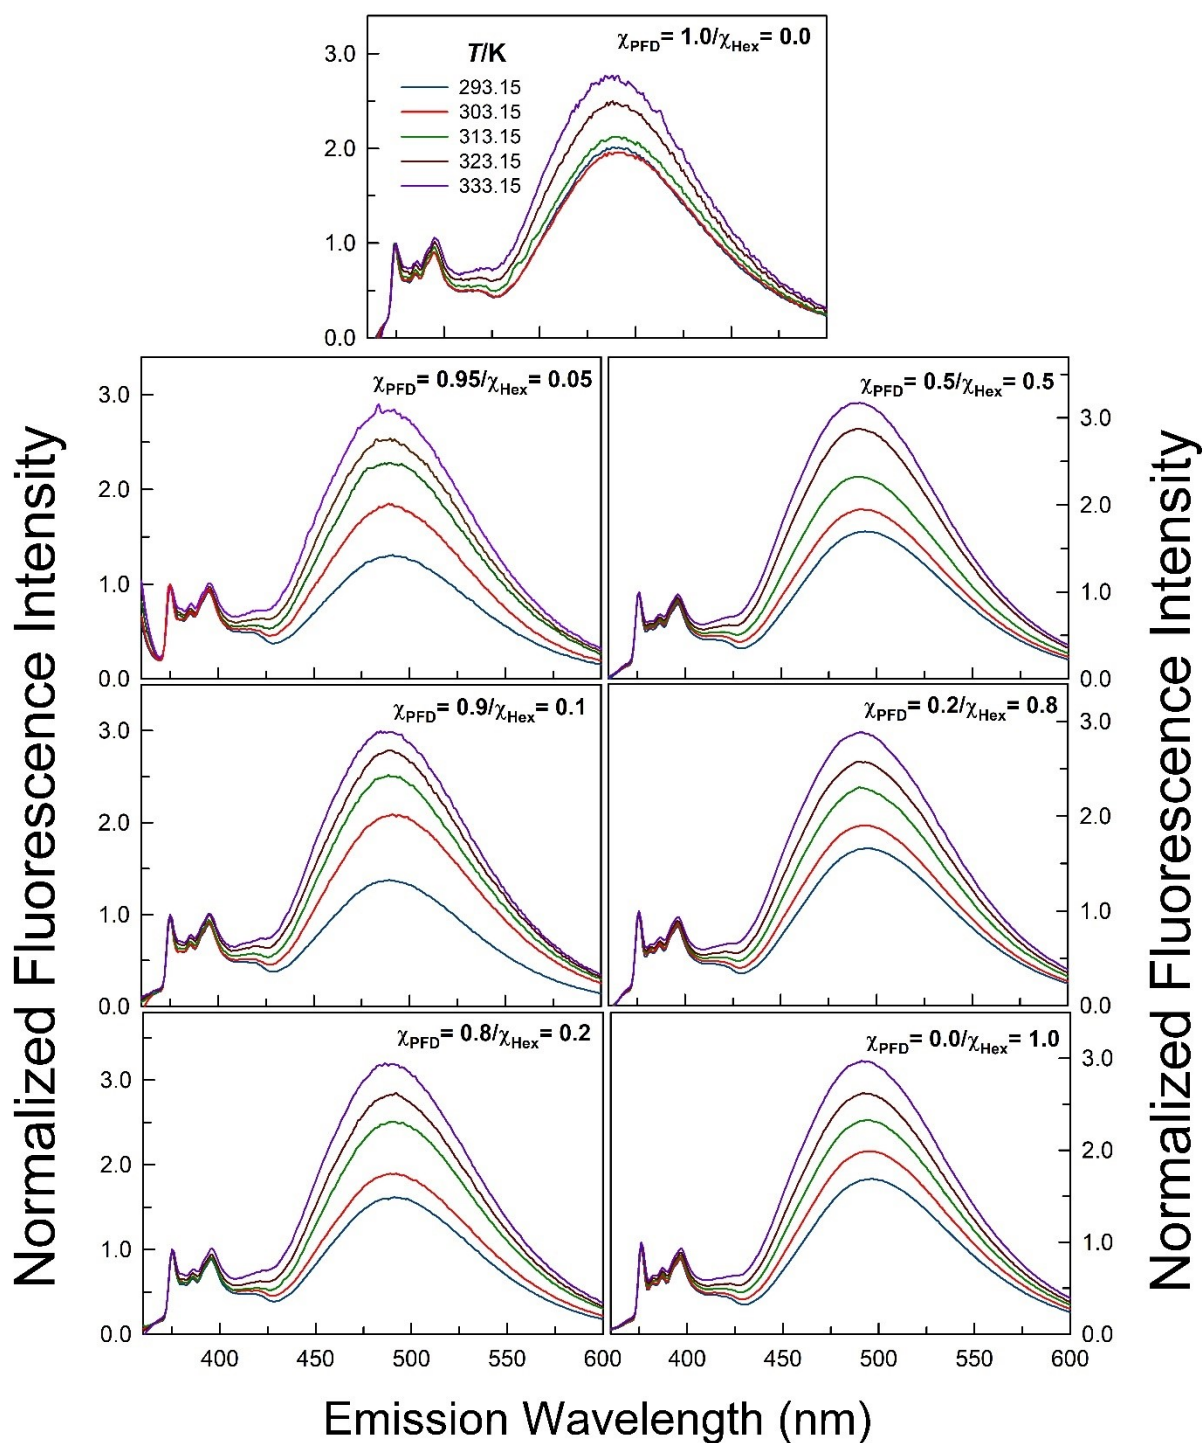 χPFD= 1.0/χHex= 0.0
T/K
293.15
303.15
313.15
323.15
333.15
3.0
2.0
1.0
0.0
χPFD= 0.95/χHex= 0.05
3.0
2.0
1.0
0.0
χPFD= 0.5/χHex= 0.5
3.0
2.0
1.0
0.0
χPFD= 0.9/χHex= 0.1
3.0
2.0
1.0
0.0
χPFD= 0.2/χHex= 0.8
3.0
2.0
1.0
0.0
χPFD= 0.8/χHex= 0.2
3.0
2.0
1.0
0.0
χPFD= 0.0/χHex= 1.0
3.0
2.0
1.0
0.0
400 450 500 550 600
400 450 500 550 600
Normalized Fluorescence Intensity
Normalized Fluorescence Intensity
Emission Wavelength (nm)